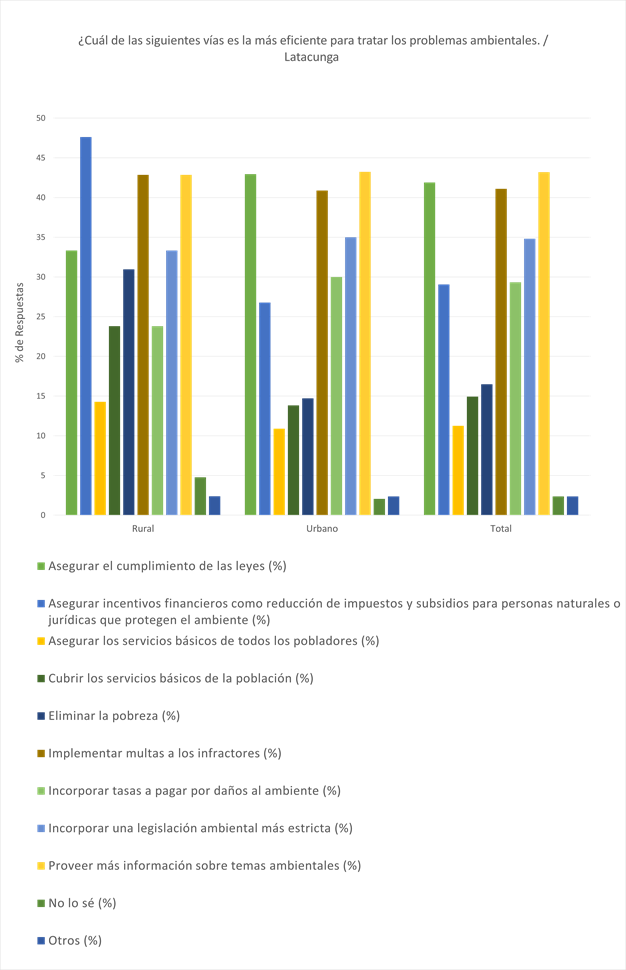 ¿Cuál de las siguientes vías es la más eficiente para tratar los problemas ambientales. /
Latacunga
50
45
40
35
30
25
20
15
10
5
0
% de Respuestas
Rural
Urbano
Total
Asegurar el cumplimiento de las leyes (%)
Asegurar incentivos financieros como reducción de impuestos y subsidios para personas naturales o
jurídicas que protegen el ambiente (%)
Asegurar los servicios básicos de todos los pobladores (%)
Cubrir los servicios básicos de la población (%)
Eliminar la pobreza (%)
Implementar multas a los infractores (%)
Incorporar tasas a pagar por daños al ambiente (%)
Incorporar una legislación ambiental más estricta (%)
Proveer más información sobre temas ambientales (%)
No lo sé (%)
Otros (%)